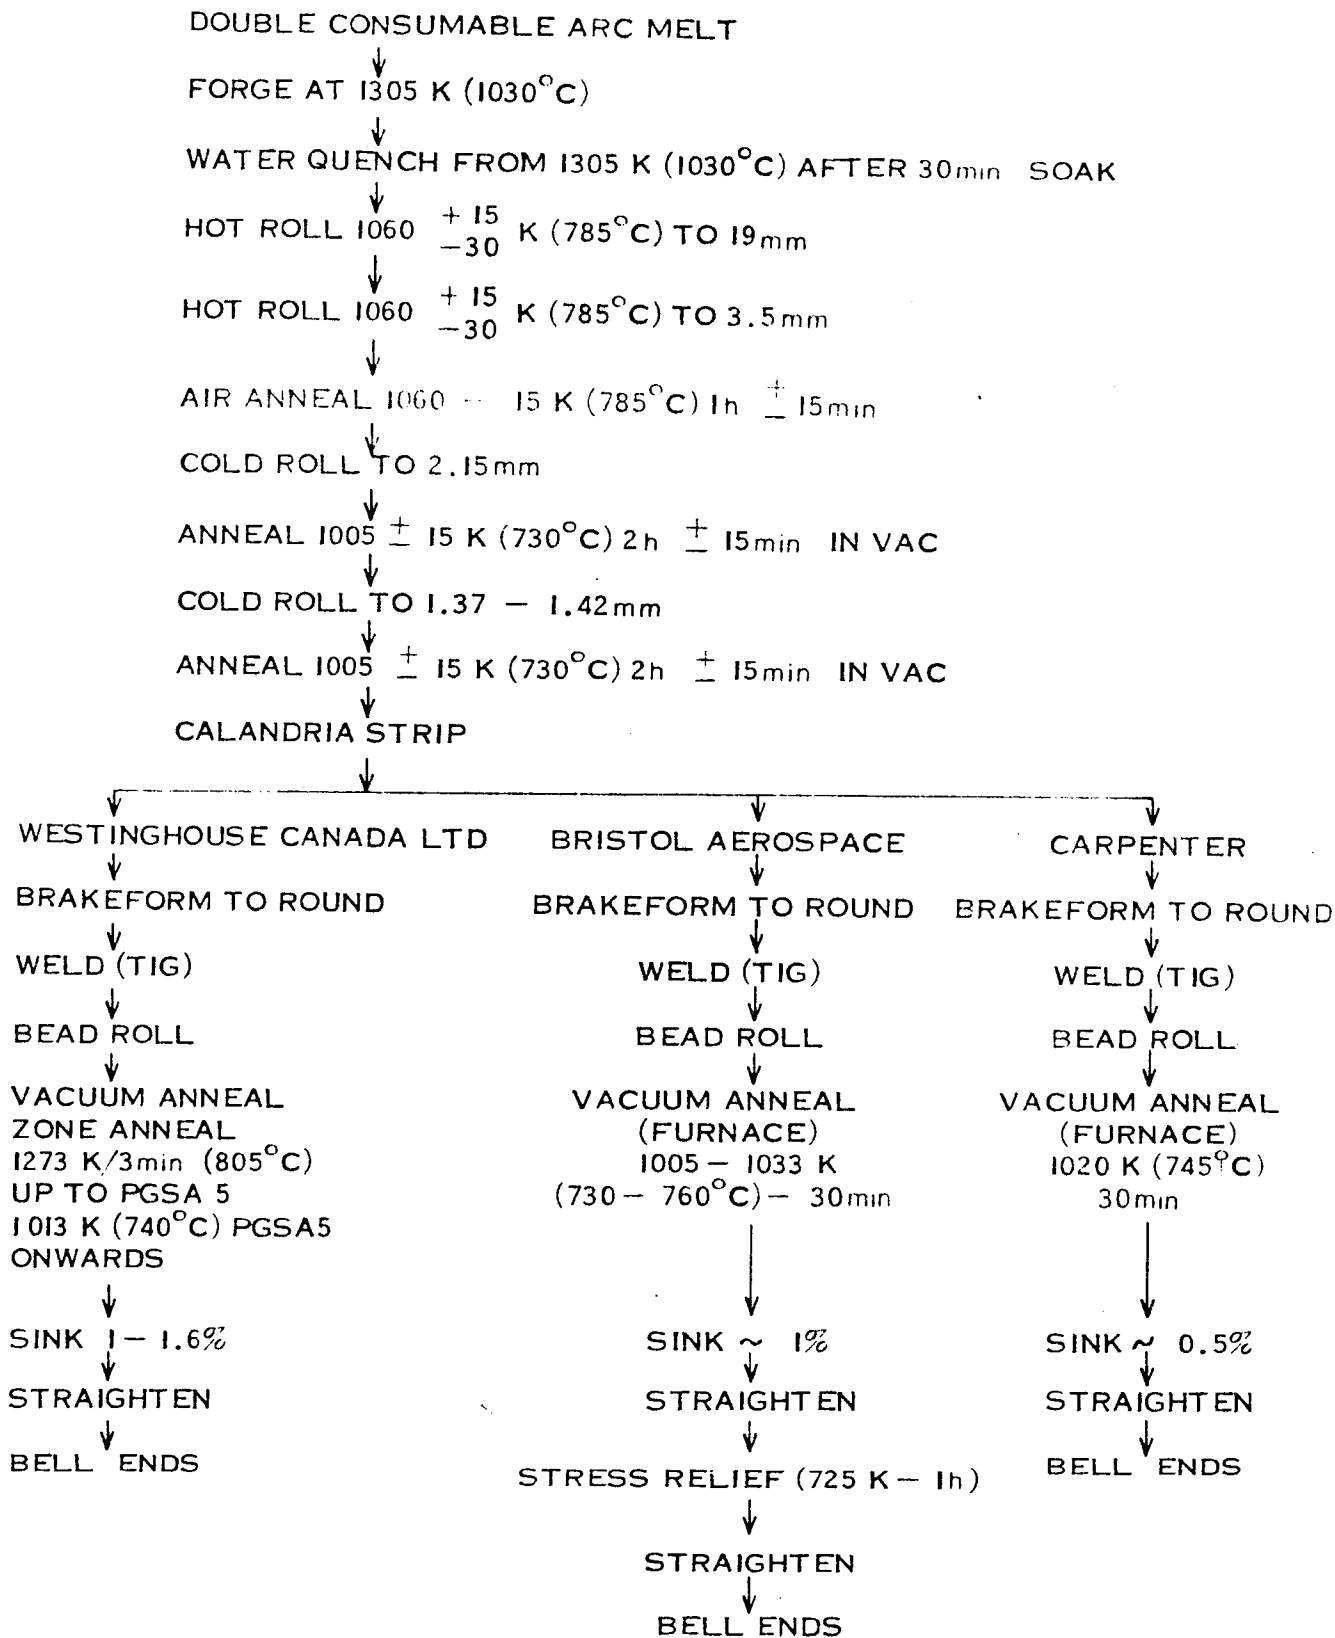 DOUBLE CONSUMABLE ARC MELT
FORGE AT 1305 K (1030°C)
WATER QUENCH FROM 1305 K (1030°C) AFTER 30min SOAK
HOT ROLL 1060 +15 -30 K (785°C) TO 19mm
HOT ROLL 1060 +15 -30 K (785°C) TO 3.5mm
AIR ANNEAL 1060 -- 15 K (785°C) 1h ± 15min
COLD ROLL TO 2.15mm
ANNEAL 1005 ± 15 K (730°C) 2h ± 15min IN VAC
COLD ROLL TO 1.37 – 1.42mm
ANNEAL 1005 ± 15 K (730°C) 2h ± 15min IN VAC
CALANDRIA STRIP
WESTINGHOUSE CANADA LTD
BRAKEFORM TO ROUND
WELD (TIG)
BEAD ROLL
VACUUM ANNEAL
ZONE ANNEAL
1273 K/3min (805°C)
UP TO PGSA 5
1013 K (740°C) PGSA5
ONWARDS
SINK 1 – 1.6%
STRAIGHTEN
BELL ENDS
BRISTOL AEROSPACE
BRAKEFORM TO ROUND
WELD (TIG)
BEAD ROLL
VACUUM ANNEAL
(FURNACE)
1005 – 1033 K
(730 – 760°C) – 30min
SINK ~ 1%
STRAIGHTEN
STRESS RELIEF (725 K – 1h)
STRAIGHTEN
BELL ENDS
CARPENTER
BRAKEFORM TO ROUND
WELD (TIG)
BEAD ROLL
VACUUM ANNEAL
(FURNACE)
1020 K (745°C)
30min
SINK ~ 0.5%
STRAIGHTEN
BELL ENDS